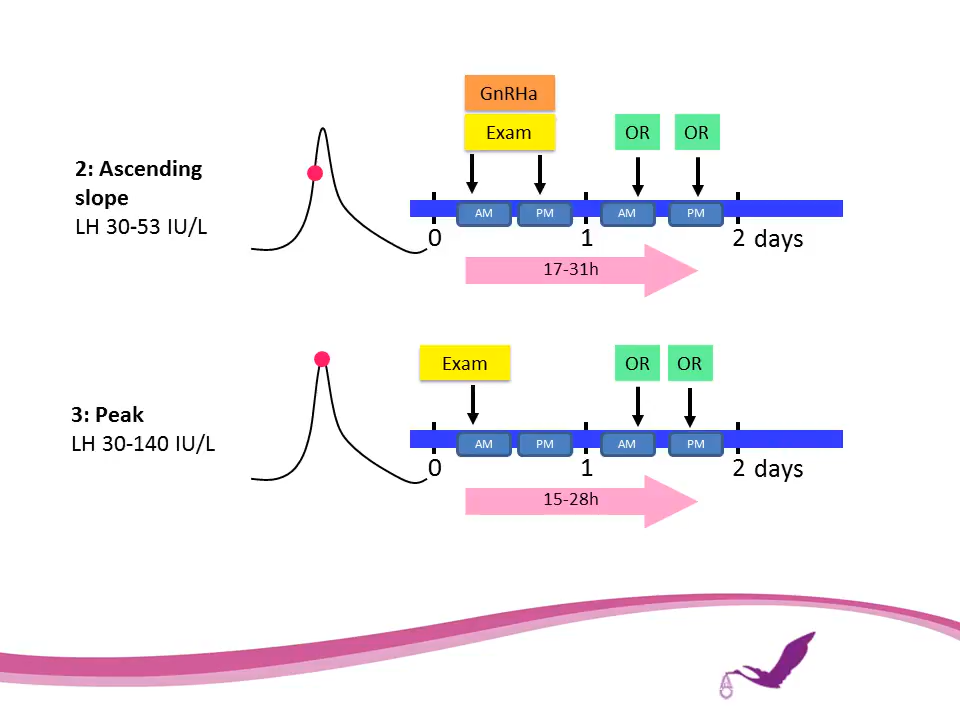 GnRHa
Exam
OR OR
2: Ascending
slope
LH 30-53 IU/L
AM PM AM PM
0 1 2 days
17-31h
Exam
OR OR
3: Peak
LH 30-140 IU/L
AM PM AM PM
0 1 2 days
15-28h